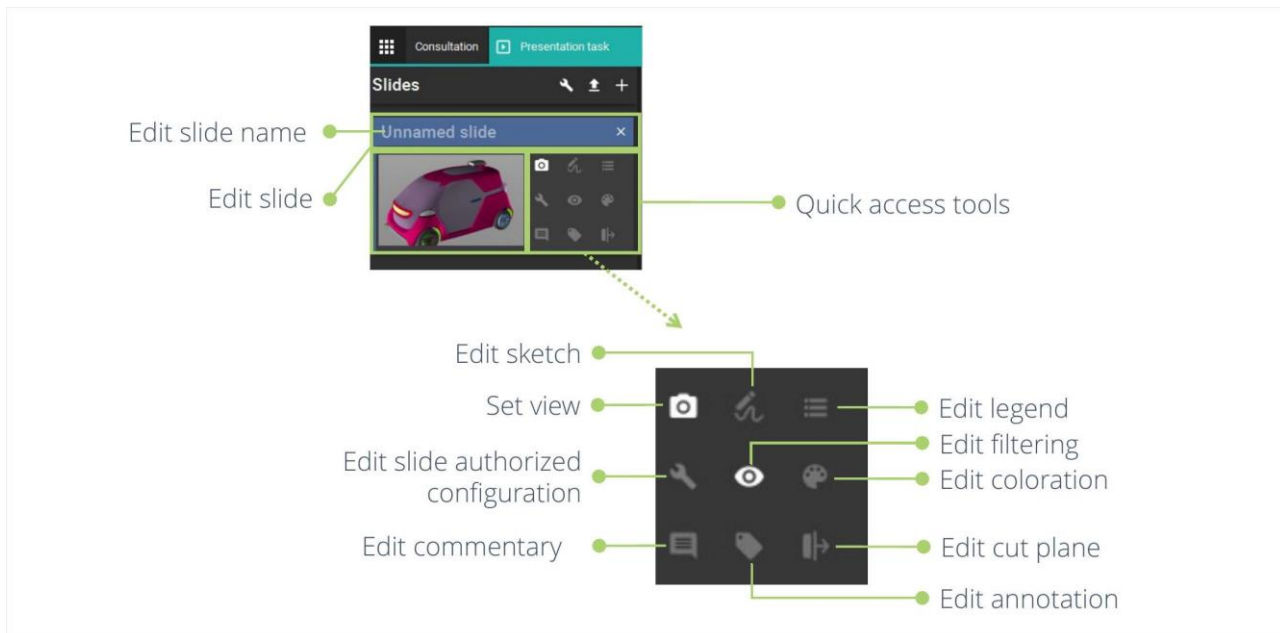 Consultation
Presentation task
Slides
Edit slide name
Unnamed slide
Edit slide
Quick access tools
Edit sketch
Set view
Edit legend
Edit filtering
Edit slide authorized
configuration
Edit coloration
Edit commentary
Edit cut plane
Edit annotation